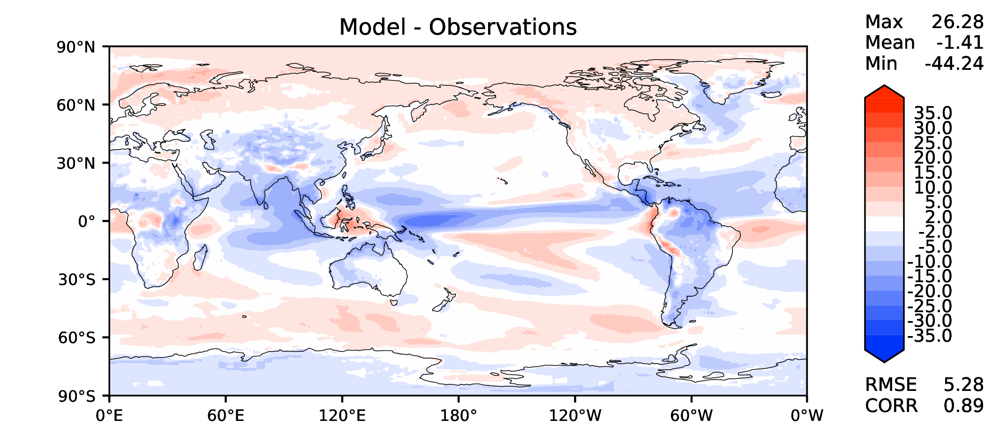 Model - Observations
Max 26.28
Mean -1.41
Min -44.24
90°N
60°N
30°N
0°
30°S
60°S
90°S
0°E 60°E 120°E 180° 120°W 60°W 0°W
35.0
30.0
25.0
20.0
15.0
10.0
5.0
2.0
-2.0
-5.0
-10.0
-15.0
-20.0
-25.0
-30.0
-35.0
RMSE 5.28
CORR 0.89